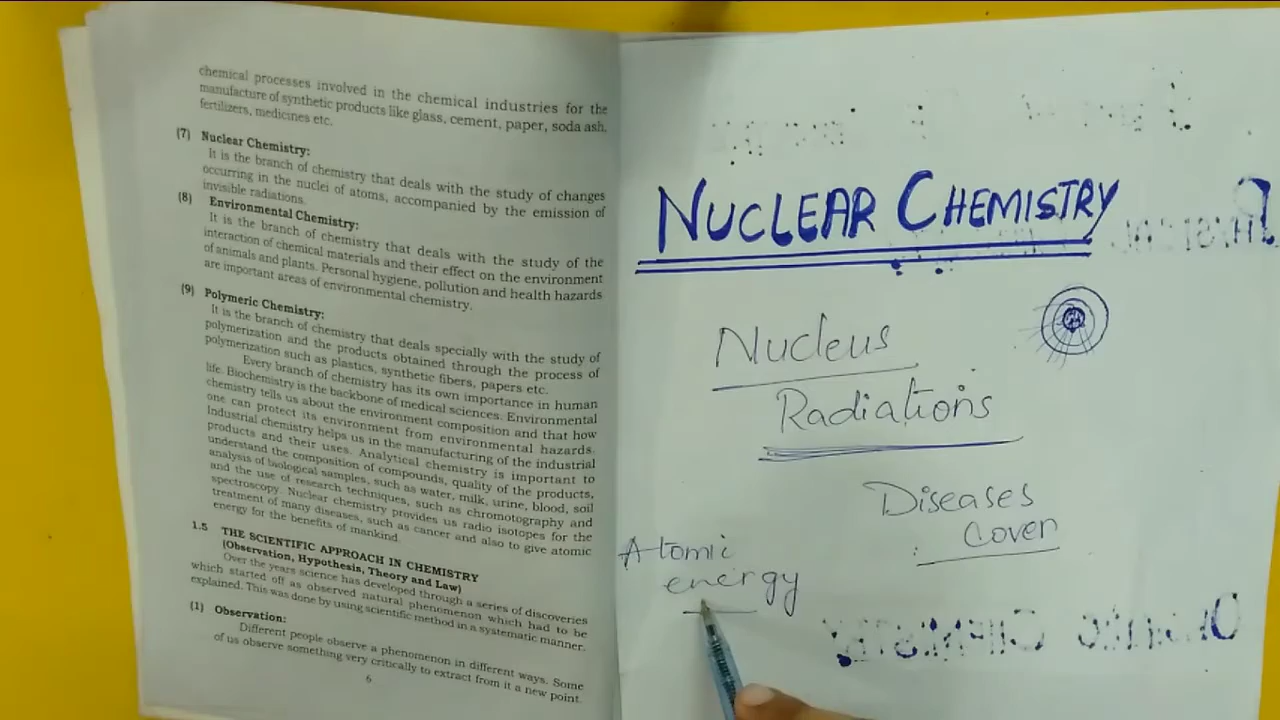 chemical processes involved in the chemical industries for the
manufacture of synthetic products like glass, cement, paper, soda ash,
fertilizers, medicines etc.
(7) Nuclear Chemistry:
It is the branch of chemistry that deals with the study of changes
occurring in the nuclei of atoms, accompanied by the emission of
invisible radiations.
(8) Environmental Chemistry:
It is the branch of chemistry that deals with the study of the
interaction of chemical materials and their effect on the environment
of animals and plants. Personal hygiene, pollution and health hazards
are important areas of environmental chemistry.
(9) Polymeric Chemistry:
It is the branch of chemistry that deals specially with the study of
polymerization and the products obtained through the process of
polymerization such as plastics, synthetic fibers, papers etc.
Every branch of chemistry has its own importance in human
life. Biochemistry is the backbone of medical sciences. Environmental
chemistry tells us about the environment composition and that how
one can protect its environment from environmental hazards.
Industrial chemistry helps us in the manufacturing of the industrial
products and their uses. Analytical chemistry is important to
understand the composition of compounds, quality of the products,
analysis of biological samples, such as water, milk, urine, blood, soil
and the use of research techniques, such as chromotography and
spectroscopy. Nuclear chemistry provides us radio isotopes for the
treatment of many diseases, such as cancer and also to give atomic
energy for the benefits of mankind.
1.5 THE SCIENTIFIC APPROACH IN CHEMISTRY
(Observation, Hypothesis, Theory and Law)
Over the years science has developed through a series of discoveries
which started off as observed natural phenomenon which had to be
explained. This was done by using scientific method in a systematic manner.
(1) Observation:
Different people observe a phenomenon in different ways. Some
of us observe something very critically to extract from it a new point.
6
NUCLEAR CHEMISTRY
Nucleus
Radiations
Diseases
Cover
Atomic
energy